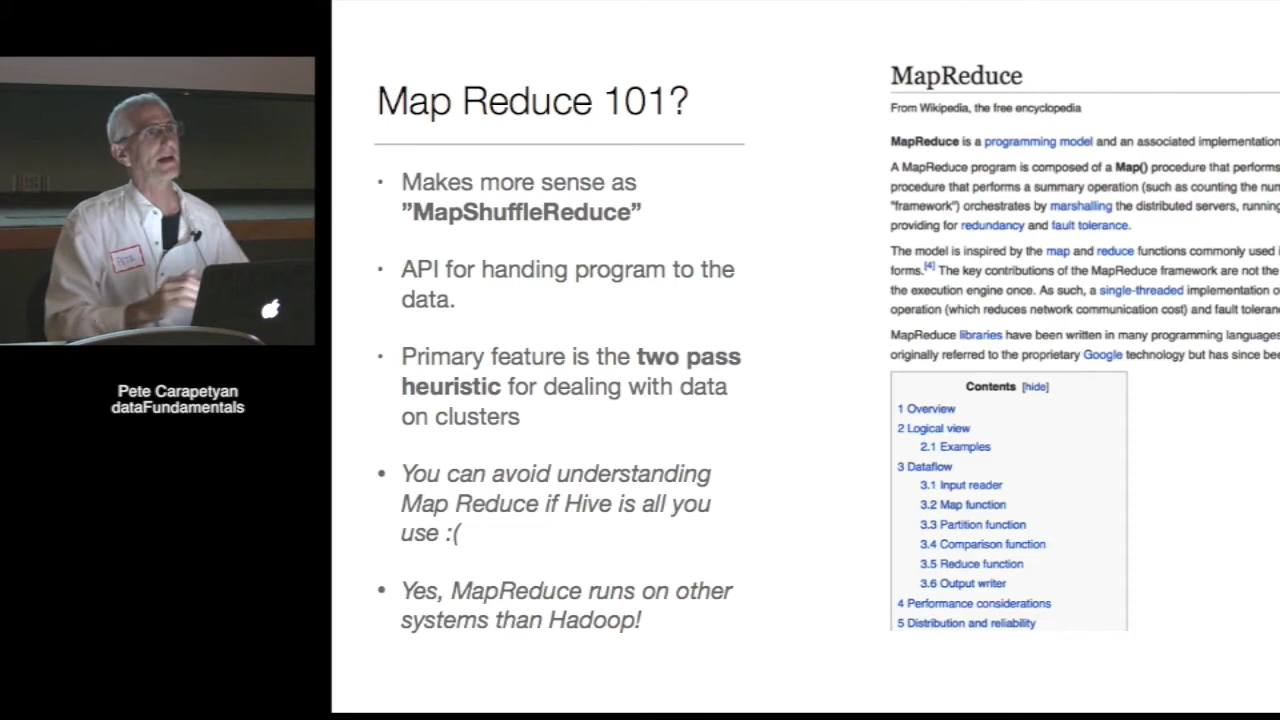 PETE
Pete Carapetyan
dataFundamentals
Map Reduce 101?
• Makes more sense as
”MapShuffleReduce”
• API for handing program to the
data.
• Primary feature is the two pass
heuristic for dealing with data
on clusters
• You can avoid understanding
Map Reduce if Hive is all you
use :(
• Yes, MapReduce runs on other
systems than Hadoop!
MapReduce
From Wikipedia, the free encyclopedia
MapReduce is a programming model and an associated implementation
A MapReduce program is composed of a Map() procedure that performs
procedure that performs a summary operation (such as counting the num
"framework") orchestrates by marshalling the distributed servers, running
providing for redundancy and fault tolerance.
The model is inspired by the map and reduce functions commonly used i
forms.[4] The key contributions of the MapReduce framework are not the
the execution engine once. As such, a single-threaded implementation o
operation (which reduces network communication cost) and fault toleran
MapReduce libraries have been written in many programming languages
originally referred to the proprietary Google technology but has since bee
Contents [hide]
1 Overview
2 Logical view
2.1 Examples
3 Dataflow
3.1 Input reader
3.2 Map function
3.3 Partition function
3.4 Comparison function
3.5 Reduce function
3.6 Output writer
4 Performance considerations
5 Distribution and reliability